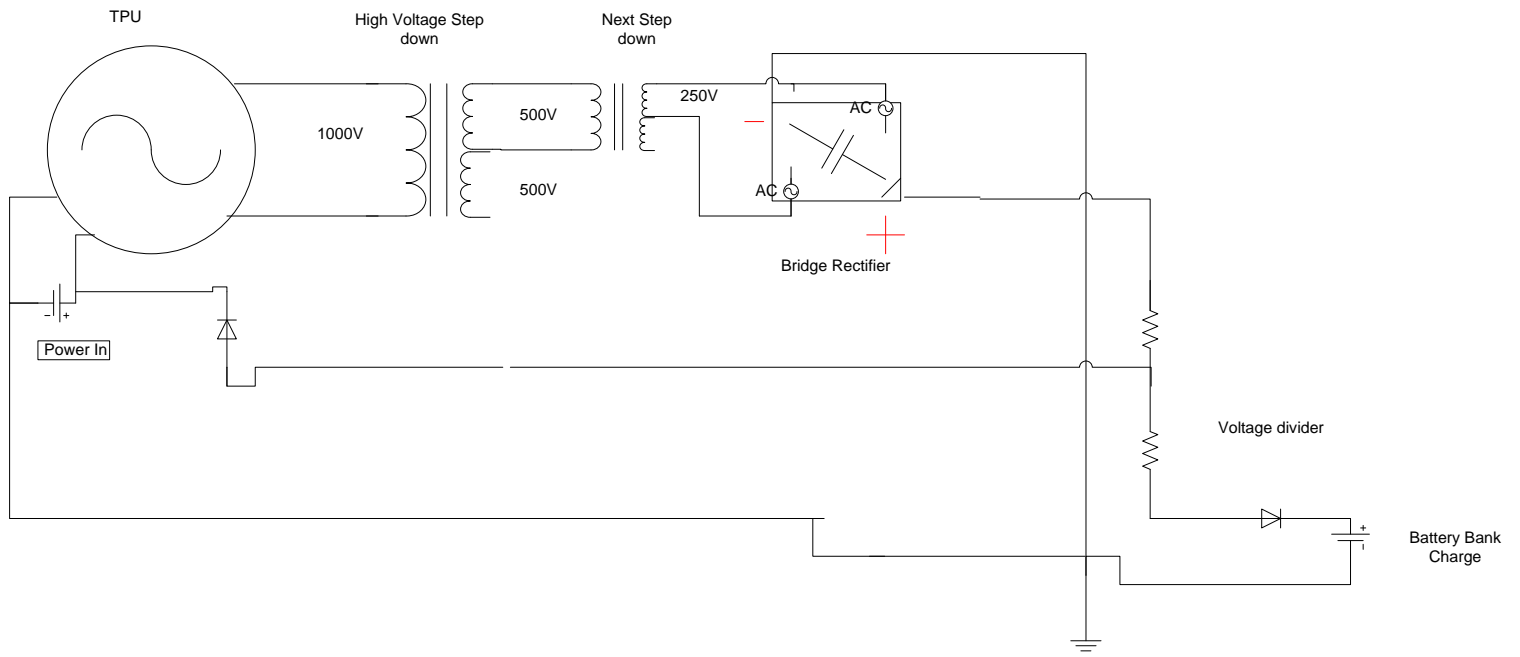 TPU
High Voltage Step
down
Next Step
down
1000V
500V
500V
250V
AC
AC
Bridge Rectifier
Power In
Voltage divider
Battery Bank
Charge